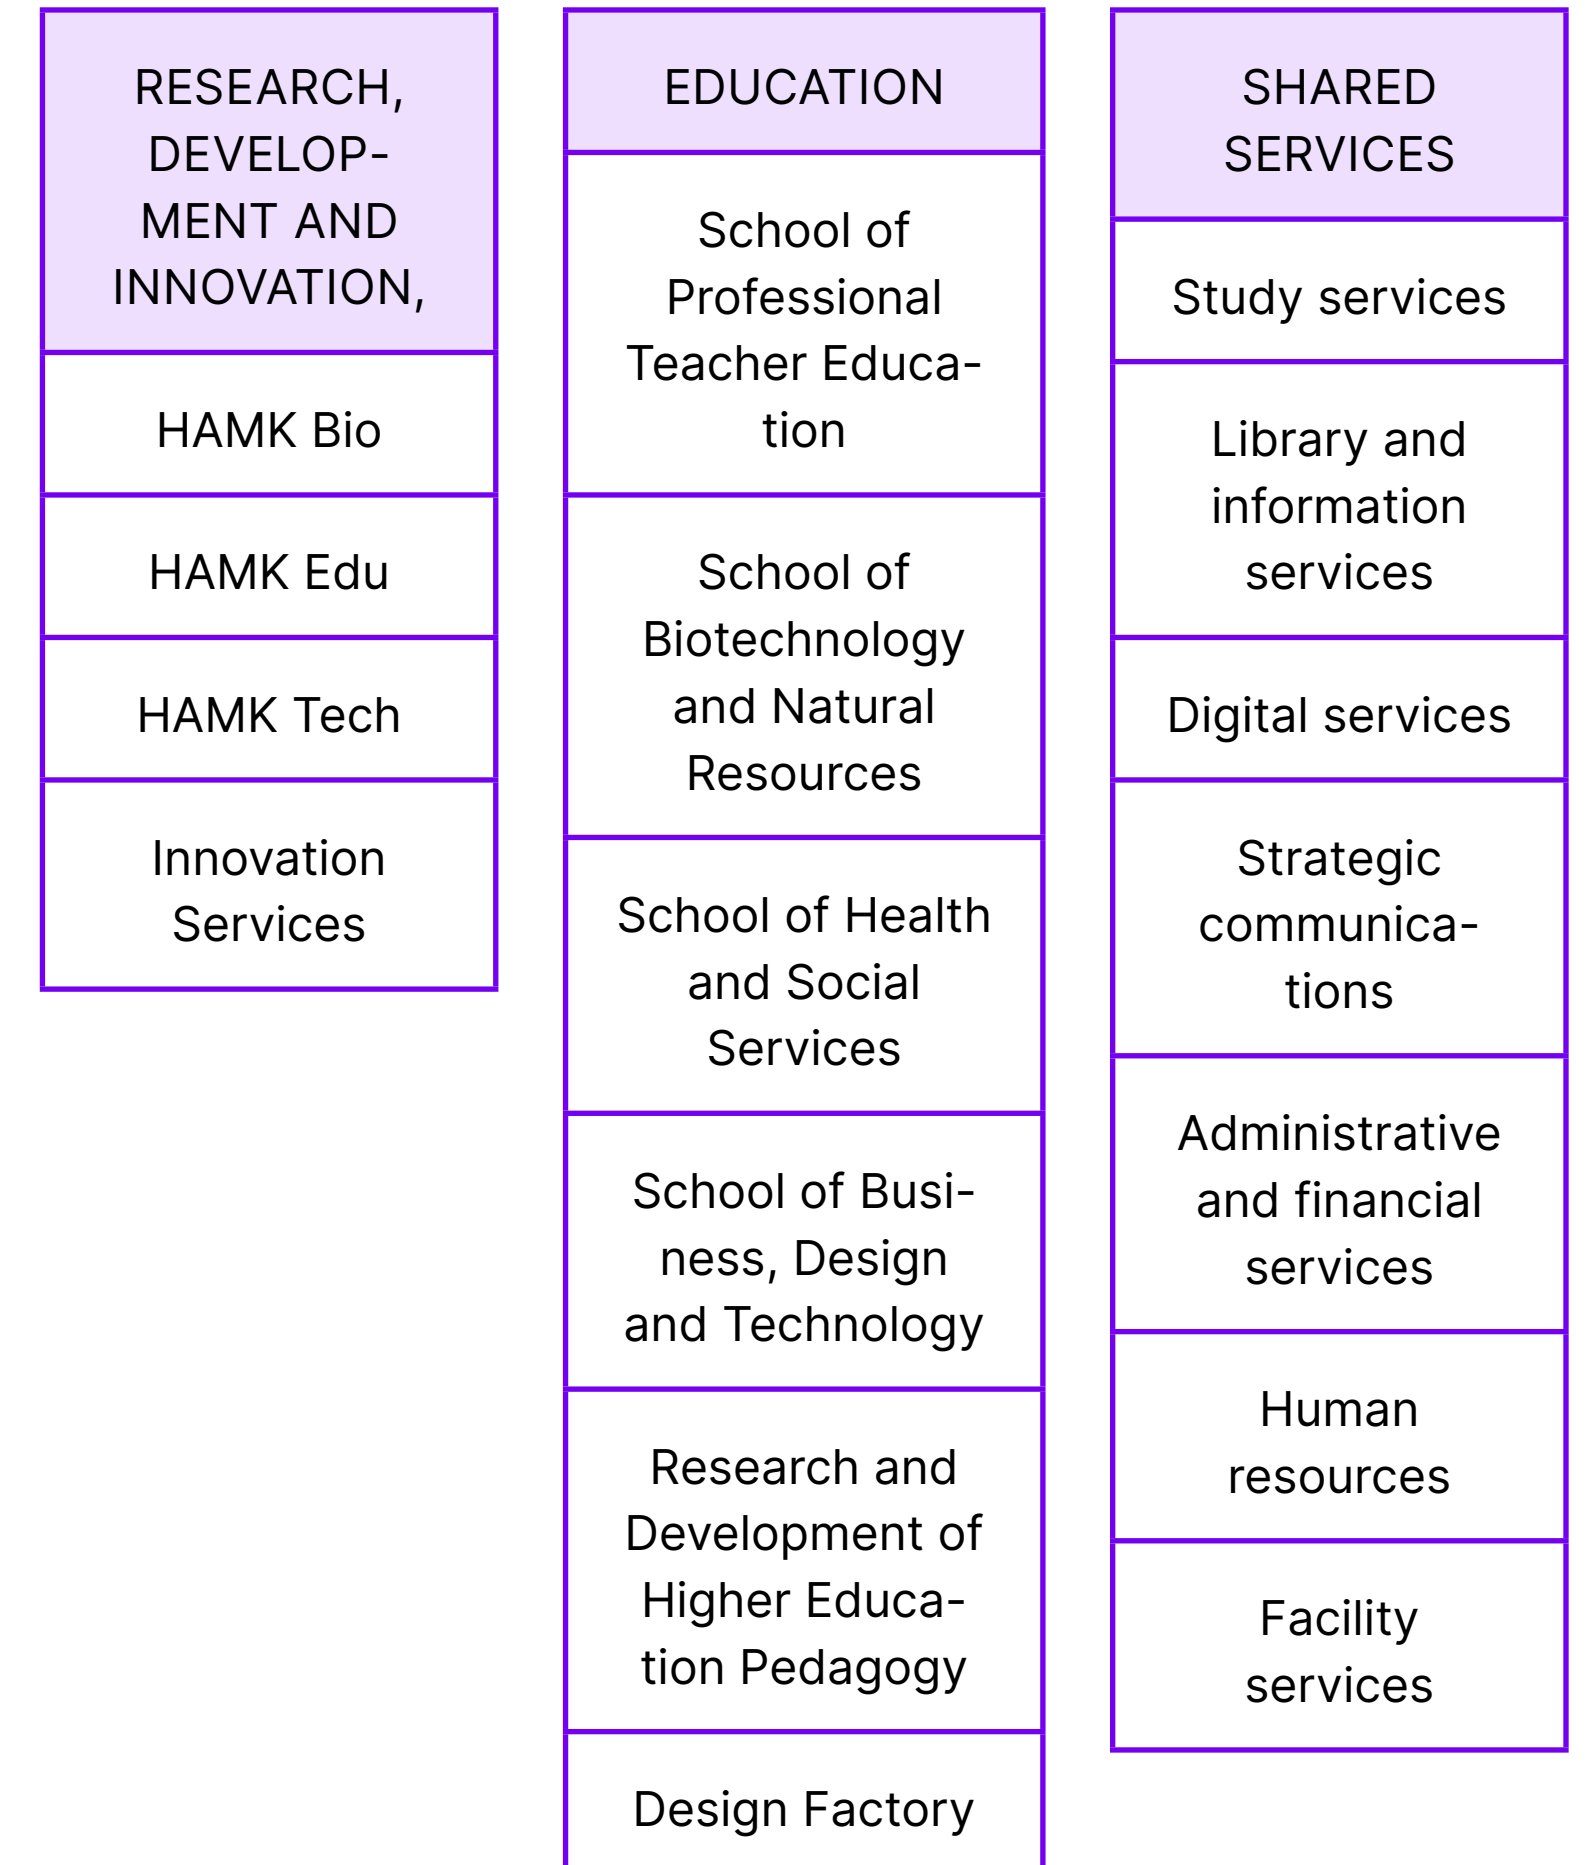 RESEARCH,
DEVELOP-
MENT AND
INNOVATION,
HAMK Bio
HAMK Edu
HAMK Tech
Innovation
Services
EDUCATION
School of
Professional
Teacher Educa-
tion
School of
Biotechnology
and Natural
Resources
School of Health
and Social
Services
School of Busi-
ness, Design
and Technology
Research and
Development of
Higher Educa-
tion Pedagogy
Design Factory
SHARED
SERVICES
Study services
Library and
information
services
Digital services
Strategic
communica-
tions
Administrative
and financial
services
Human
resources
Facility
services